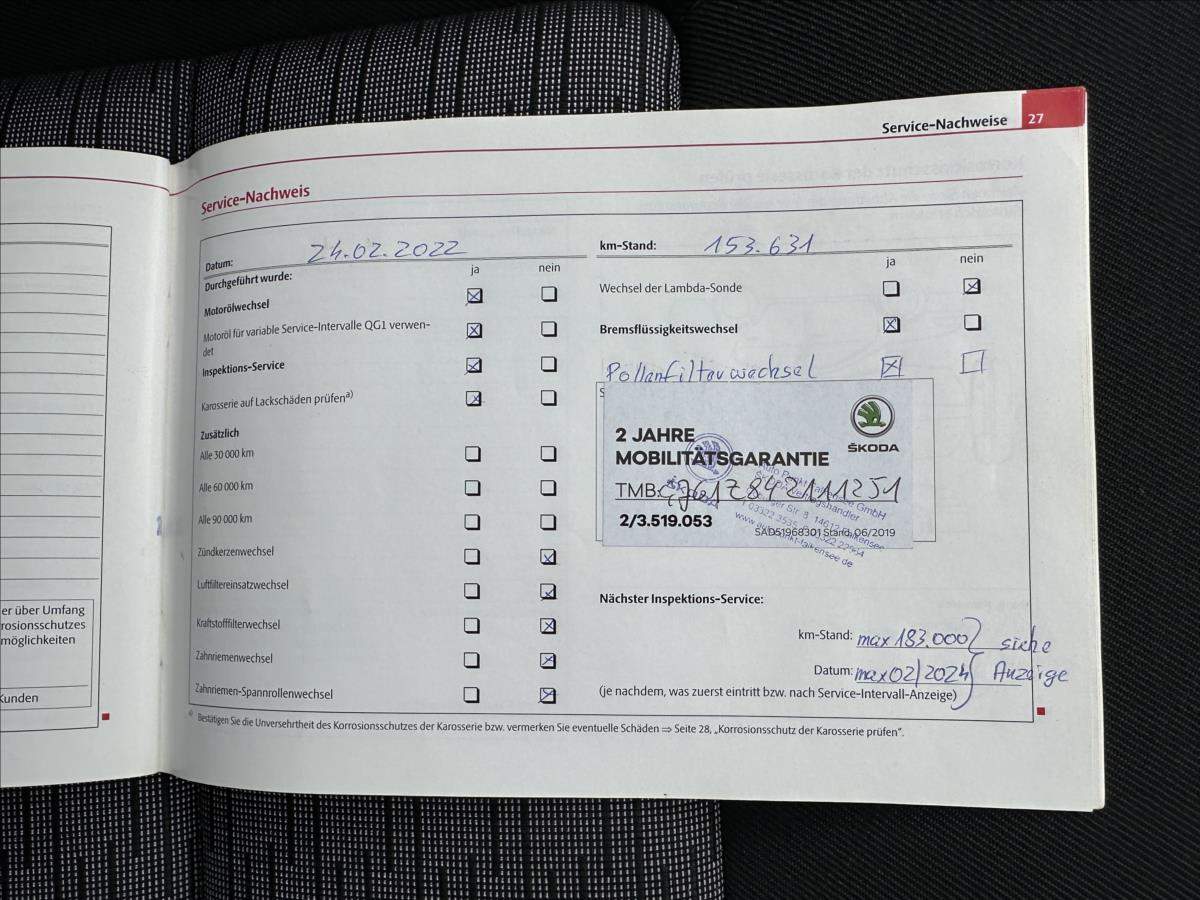 Service-Nachweise 27
er über Umfang
rosionsschutzes
möglichkeiten
Kunden
Service-Nachweis
Datum: 24.02.2022
ja nein
Durchgeführt wurde:
Motorölwechsel
Motoröl für variable Service-Intervalle QG1 verwen-
det
Inspektions-Service
Karosserie auf Lackschäden prüfen a)
Zusätzlich
Alle 30 000 km
Alle 60 000 km
Alle 90 000 km
Zündkerzenwechsel
Luftfiltereinsatzwechsel
Kraftstofffilterwechsel
Zahnriemenwechsel
Zahnriemen-Spannrollenwechsel
km-Stand: 153.631
ja nein
Wechsel der Lambda-Sonde
Bremsflüssigkeitswechsel
Pollenfilterwechsel
ŠKODA
2 JAHRE
MOBILITÄTSGARANTIE
TMB:
2/3.519.053
SAD51968301 Stand 06/2019
GmbH
Nächster Inspektions-Service:
km-Stand: max 183.000 siehe
Datum: max 02/2024 Anzeige
(je nachdem, was zuerst eintritt bzw. nach Service-Intervall-Anzeige)
a) Bestätigen Sie die Unversehrtheit des Korrosionsschutzes der Karosserie bzw. vermerken Sie eventuelle Schäden ⇒ Seite 28, „Korrosionsschutz der Karosserie prüfen“.